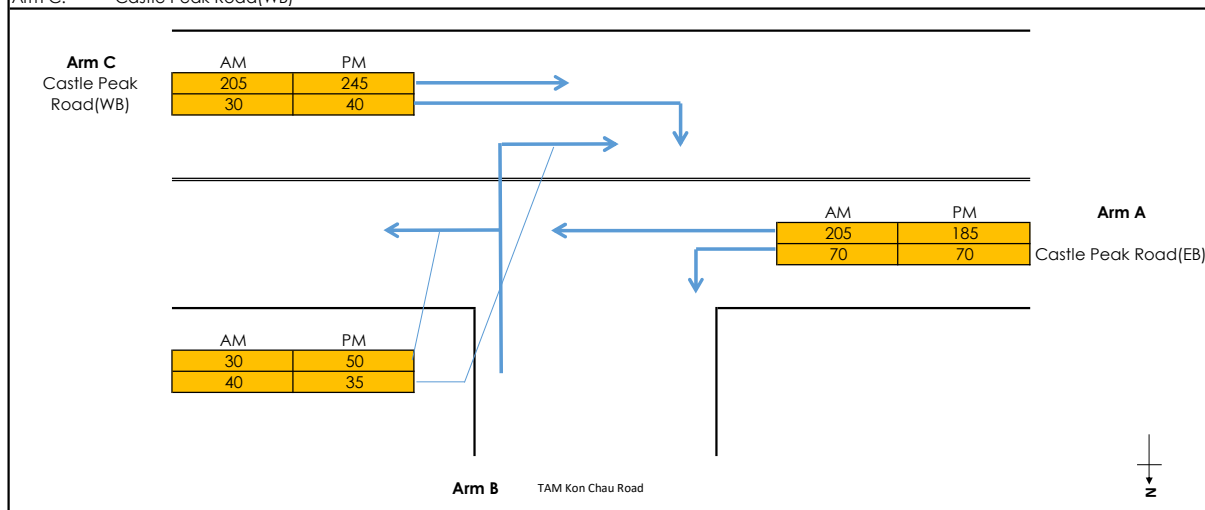 Arm C: Castle Peak Road(WB)
Arm C AM PM
Castle Peak 205 245
Road(WB) 30 40
AM PM Arm A
205 185
70 70 Castle Peak Road(EB)
AM PM
30 50
40 35
N
Arm B TAM Kon Chau Road